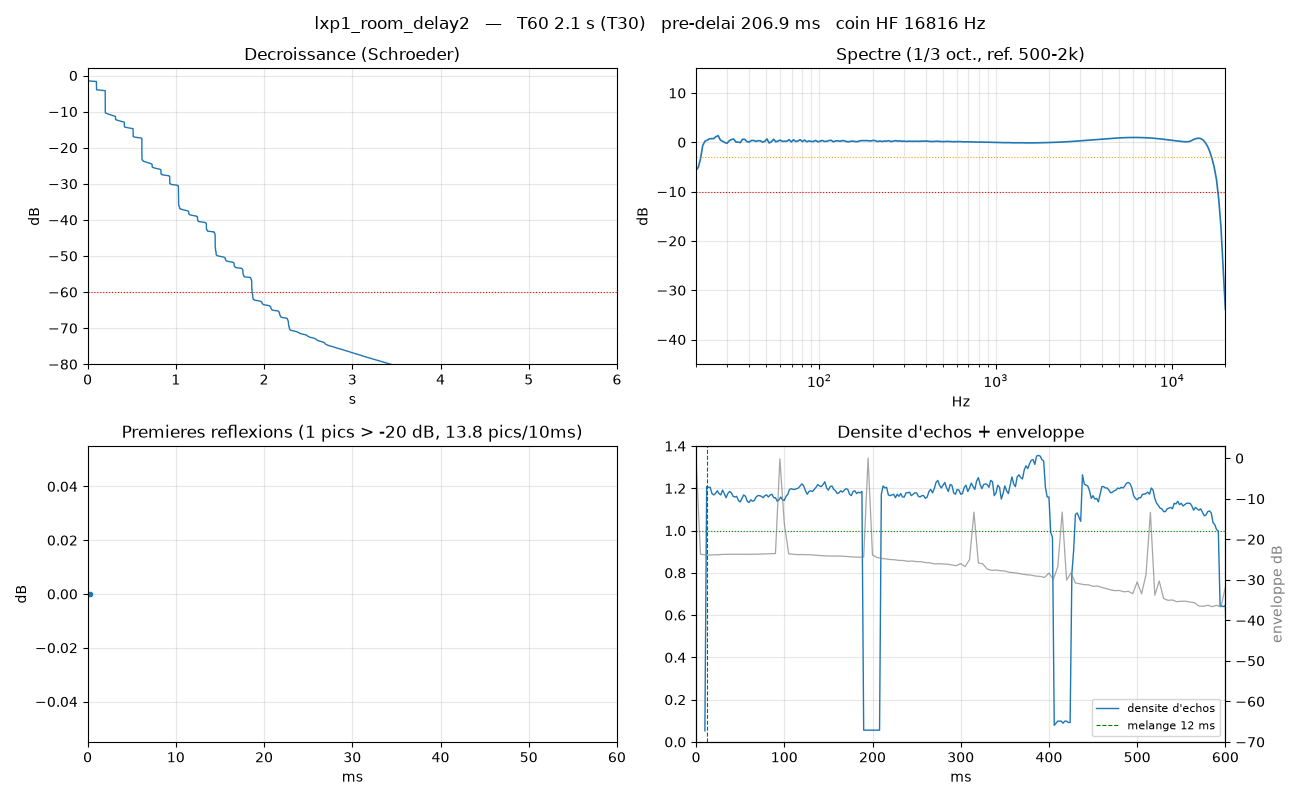 lxp1_room_delay2 — T60 2.1 s (T30) pre-delai 206.9 ms coin HF 16816 Hz
Decroissance (Schroeder)
0
−10
−20
−30
−40
−50
−60
−70
−80
dB
0 1 2 3 4 5 6
s
Spectre (1/3 oct., ref. 500-2k)
10
0
−10
−20
−30
−40
dB
10² 10³ 10⁴
Hz
Premieres reflexions (1 pics > -20 dB, 13.8 pics/10ms)
0.04
0.02
0.00
−0.02
−0.04
dB
0 10 20 30 40 50 60
ms
Densite d'echos + enveloppe
1.4
1.2
1.0
0.8
0.6
0.4
0.2
0.0
0 100 200 300 400 500 600
ms
0
−10
−20
−30
−40
−50
−60
−70
enveloppe dB
densite d'echos
melange 12 ms